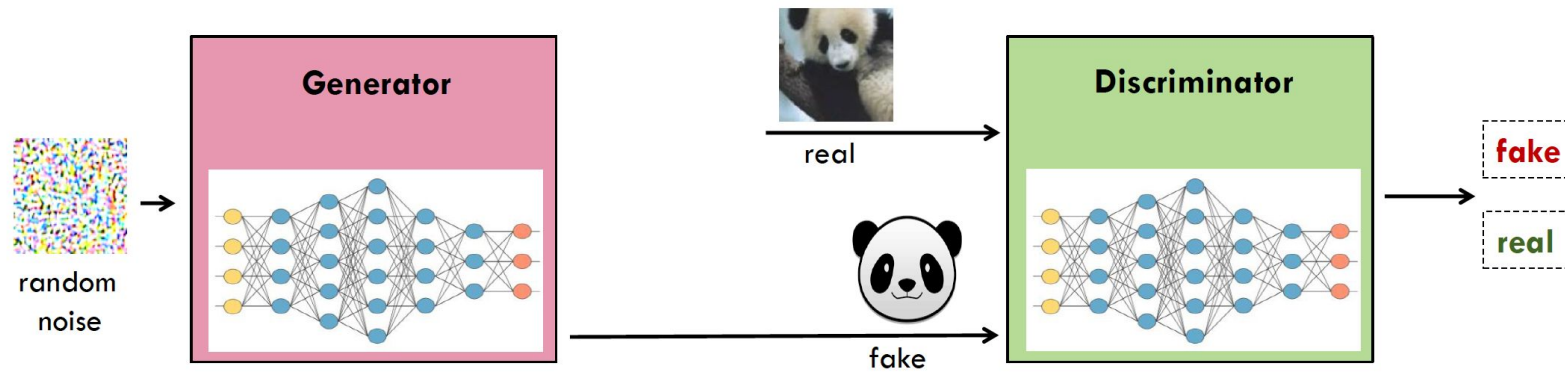 Generator
random
noise
real
fake
Discriminator
fake
real